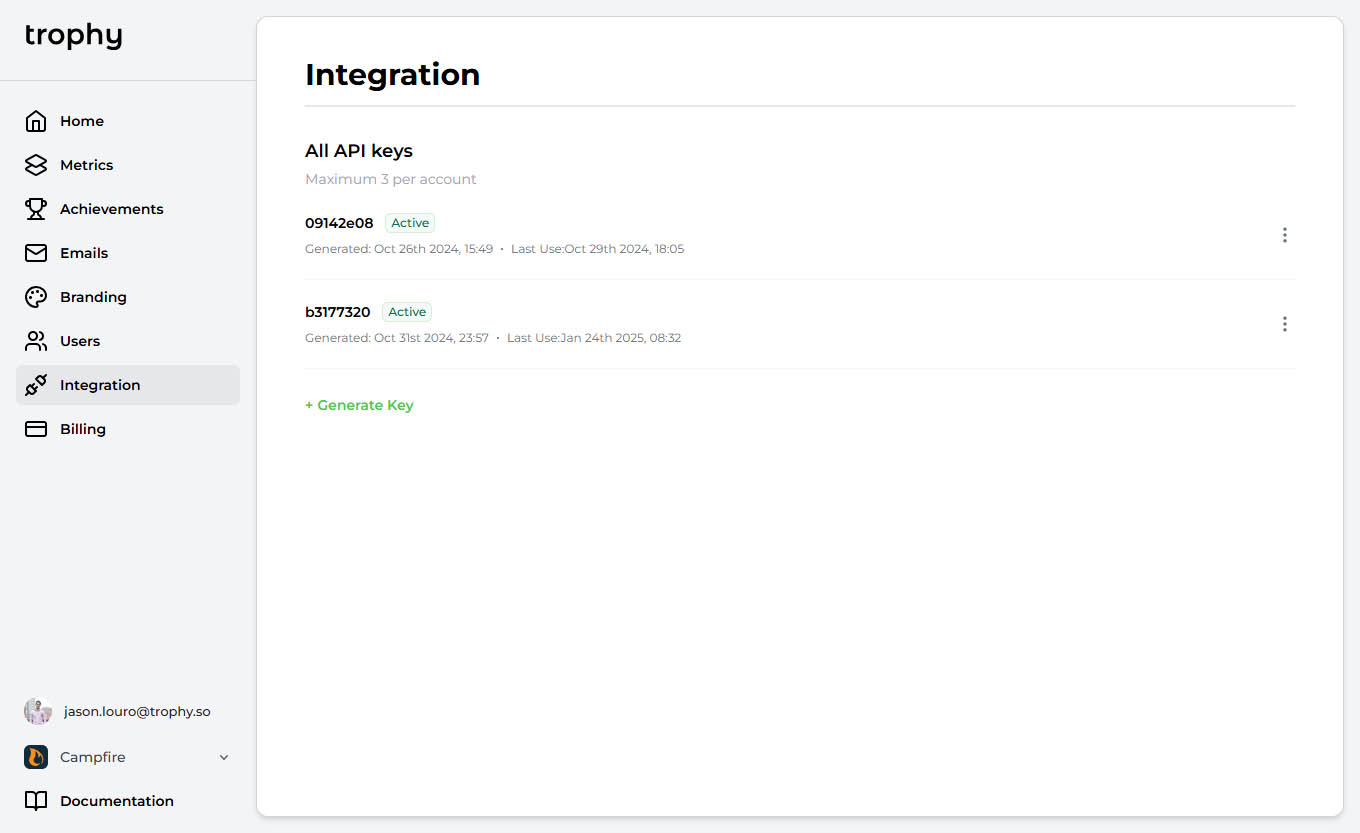 trophy
Home
Metrics
Achievements
Emails
Branding
Users
Integration
Billing
jason.louro@trophy.so
Campfire
Documentation
Integration
All API keys
Maximum 3 per account
09142e08 Active
Generated: Oct 26th 2024, 15:49 • Last Use:Oct 29th 2024, 18:05
b3177320 Active
Generated: Oct 31st 2024, 23:57 • Last Use:Jan 24th 2025, 08:32
+ Generate Key